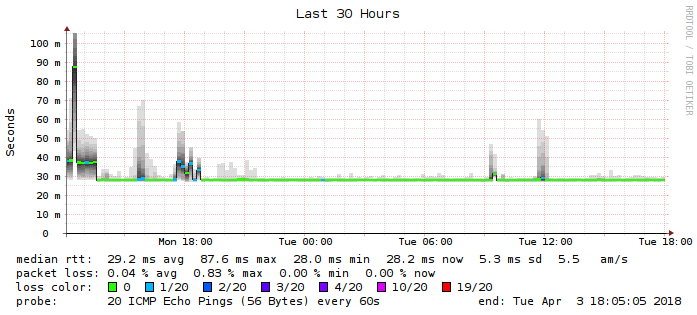 Last 30 Hours
RRDTOOL / TOBI OETIKER
Seconds
100 m
90 m
80 m
70 m
60 m
50 m
40 m
30 m
20 m
10 m
0
Mon 18:00 Tue 00:00 Tue 06:00 Tue 12:00 Tue 18:00
median rtt: 29.2 ms avg 87.6 ms max 28.0 ms min 28.2 ms now 5.3 ms sd 5.5 am/s
packet loss: 0.04 % avg 0.83 % max 0.00 % min 0.00 % now
loss color: 0 1/20 2/20 3/20 4/20 10/20 19/20
probe: 20 ICMP Echo Pings (56 Bytes) every 60s end: Tue Apr 3 18:05:05 2018